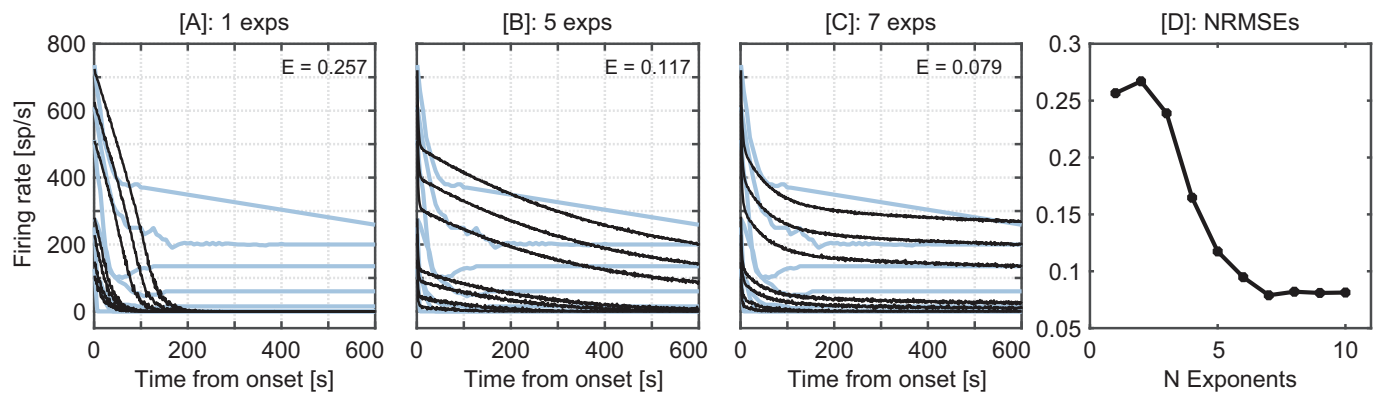 [A]: 1 exps
[B]: 5 exps
[C]: 7 exps
[D]: NRMSEs
Firing rate [sp/s]
800
600
400
200
0
E = 0.257
0
200
400
600
Time from onset [s]
E = 0.117
0
200
400
600
Time from onset [s]
E = 0.079
0
200
400
600
Time from onset [s]
0.3
0.25
0.2
0.15
0.1
0.05
0
5
10
N Exponents